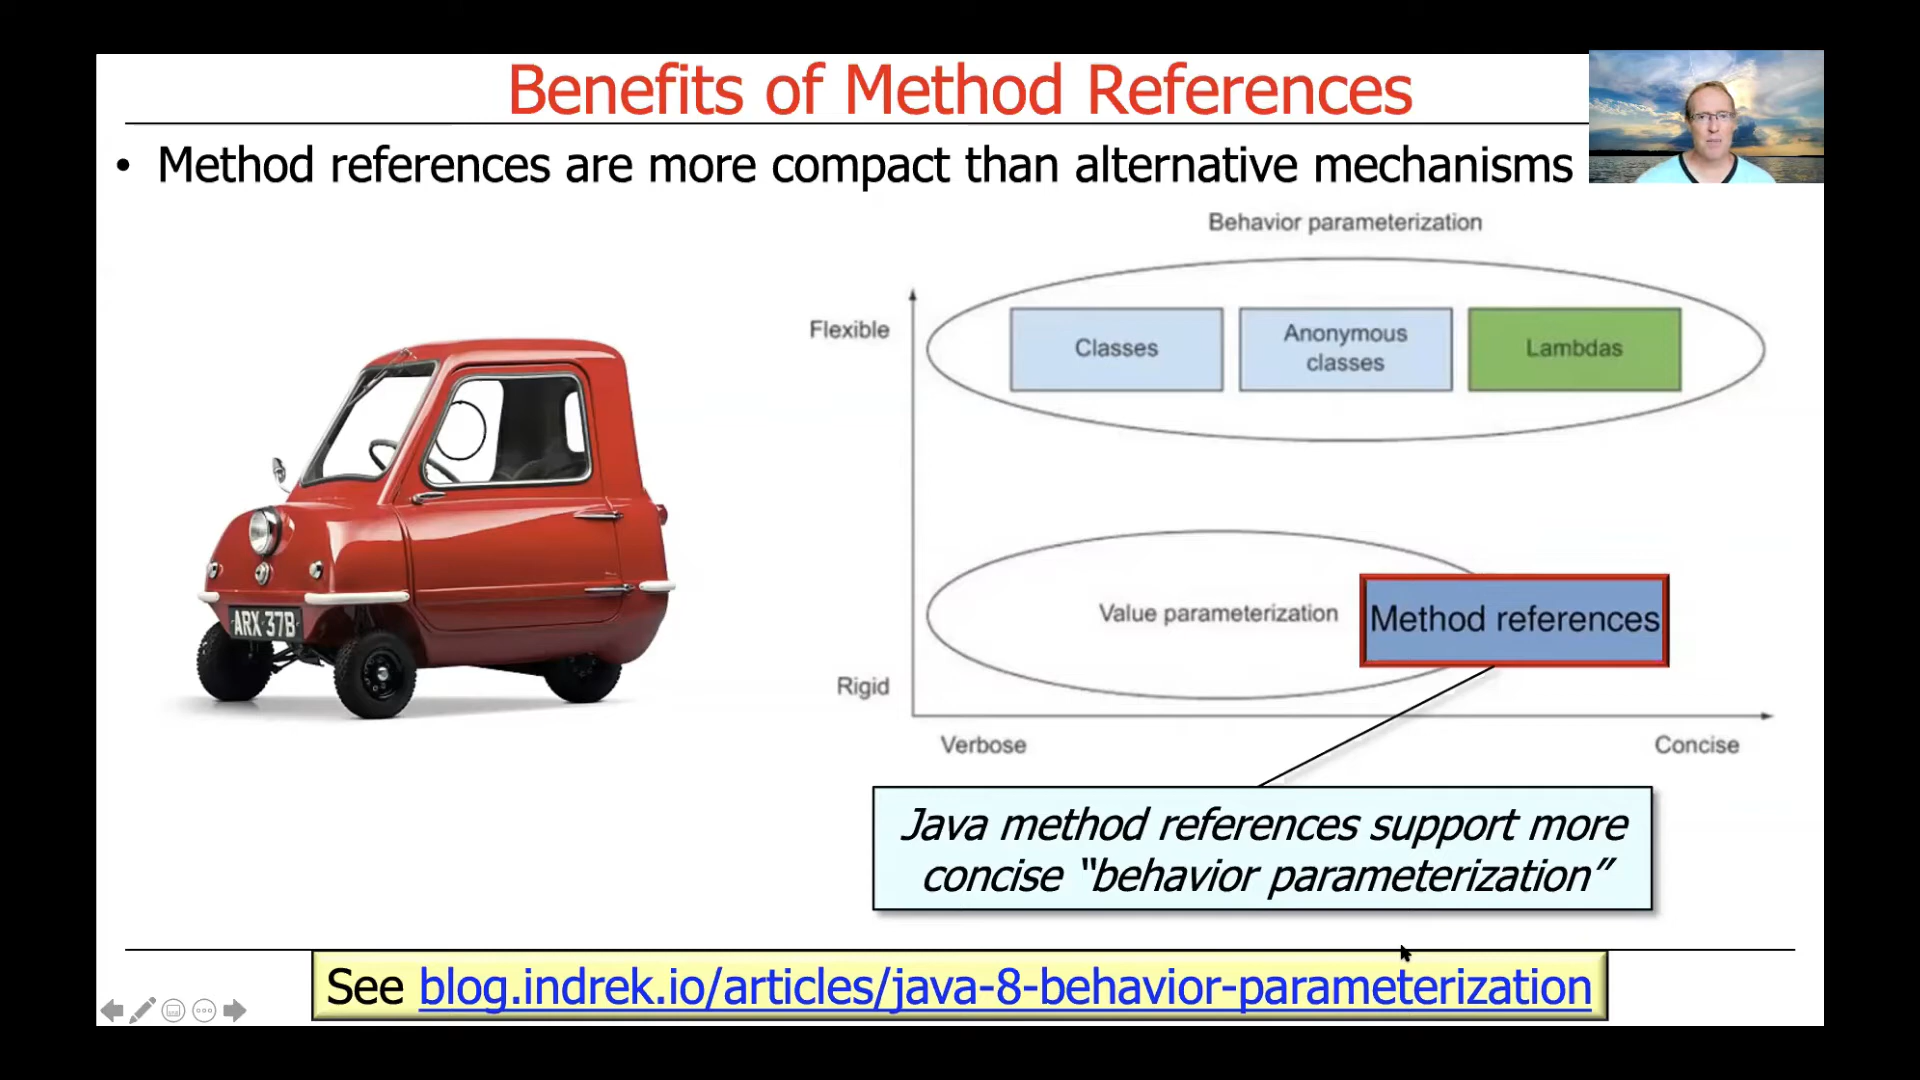 Benefits of Method References
• Method references are more compact than alternative mechanisms
Behavior parameterization
Flexible
Classes
Anonymous
classes
Lambdas
ARX 37B
Value parameterization
Method references
Rigid
Verbose
Concise
Java method references support more
concise “behavior parameterization”
See blog.indrek.io/articles/java-8-behavior-parameterization